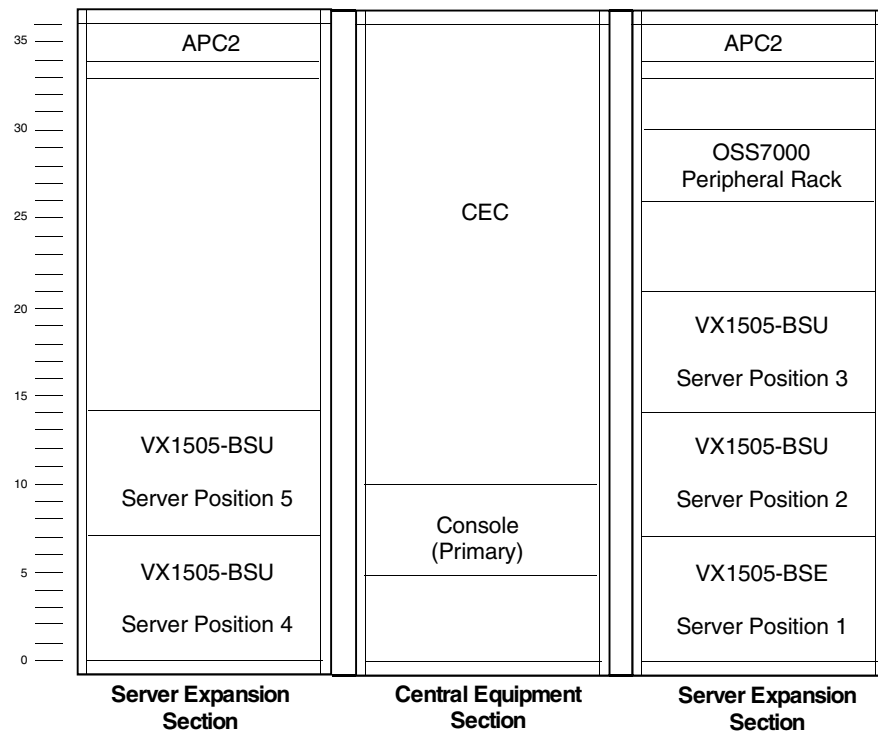 35
30
25
20
15
10
5
0
APC2
VX1505-BSU
Server Position 5
VX1505-BSU
Server Position 4
Server Expansion
Section
CEC
Console
(Primary)
Central Equipment
Section
APC2
OSS7000
Peripheral Rack
VX1505-BSU
Server Position 3
VX1505-BSU
Server Position 2
VX1505-BSE
Server Position 1
Server Expansion
Section